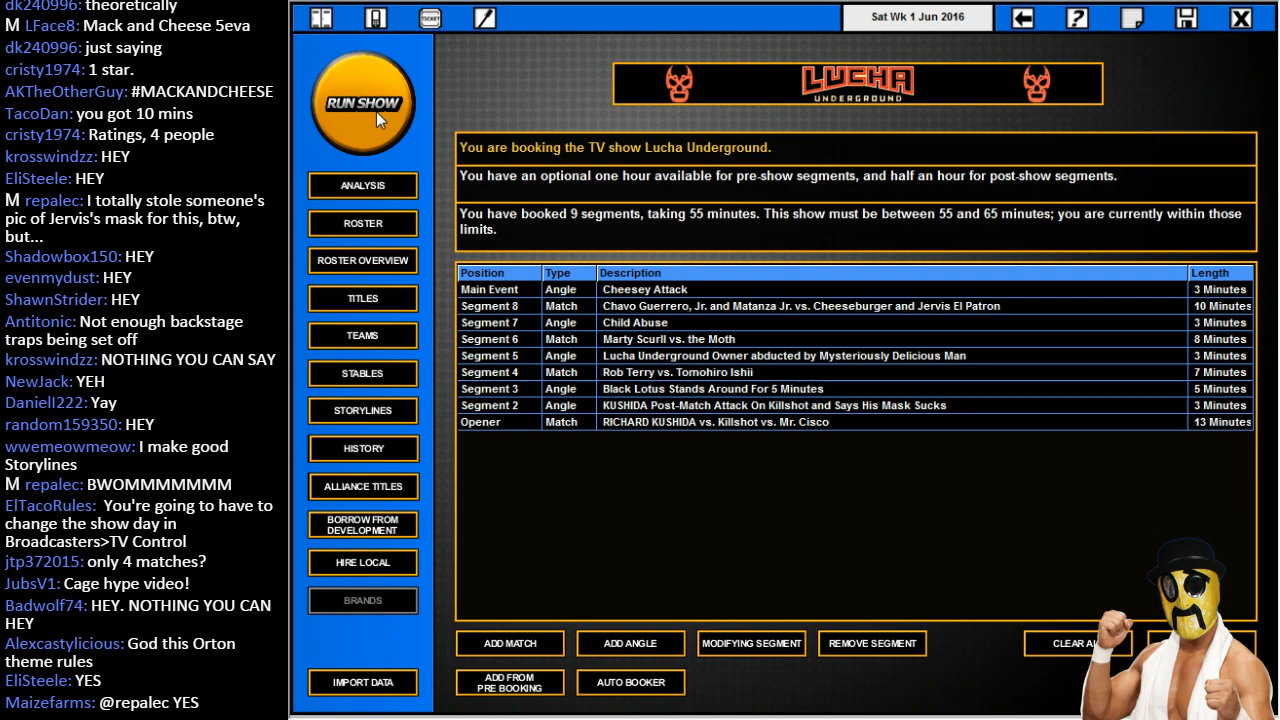 dk240996: theoretically
M LFace8: Mack and Cheese 5eva
dk240996: just saying
cristy1974: 1 star.
AKTheOtherGuy: #MACKANDCHEESE
TacoDan: you got 10 mins
cristy1974: Ratings, 4 people
krosswindzz: HEY
EliSteele: HEY
M repalec: I totally stole someone's
pic of Jervis's mask for this, btw,
but...
Shadowbox150: HEY
evenmydust: HEY
ShawnStrider: HEY
Antitonic: Not enough backstage
traps being set off
krosswindzz: NOTHING YOU CAN SAY
NewJack: YEH
Daniell222: Yay
random159350: HEY
wwemeowmeow: I make good
Storylines
M repalec: BWOMMMMMMM
ElTacoRules: You're going to have to
change the show day in
Broadcasters>TV Control
jtp372015: only 4 matches?
JubsV1: Cage hype video!
Badwolf74: HEY. NOTHING YOU CAN
HEY
Alexcastylicious: God this Orton
theme rules
EliSteele: YES
Maizefarms: @repalec YES
TICKET
Sat Wk 1 Jun 2016
RUN SHOW
ANALYSIS
ROSTER
ROSTER OVERVIEW
TITLES
TEAMS
STABLES
STORYLINES
HISTORY
ALLIANCE TITLES
BORROW FROM
DEVELOPMENT
HIRE LOCAL
BRANDS
IMPORT DATA
LUCHA
UNDERGROUND
You are booking the TV show Lucha Underground.
You have an optional one hour available for pre-show segments, and half an hour for post-show segments.
You have booked 9 segments, taking 55 minutes. This show must be between 55 and 65 minutes; you are currently within those
limits.
Position Type Description Length
Main Event Angle Cheesey Attack 3 Minutes
Segment 8 Match Chavo Guerrero, Jr. and Matanza Jr. vs. Cheeseburger and Jervis El Patron 10 Minutes
Segment 7 Angle Child Abuse 3 Minutes
Segment 6 Match Marty Scurll vs. the Moth 8 Minutes
Segment 5 Angle Lucha Underground Owner abducted by Mysteriously Delicious Man 3 Minutes
Segment 4 Match Rob Terry vs. Tomohiro Ishii 7 Minutes
Segment 3 Angle Black Lotus Stands Around For 5 Minutes 5 Minutes
Segment 2 Angle KUSHIDA Post-Match Attack On Killshot and Says His Mask Sucks 3 Minutes
Opener Match RICHARD KUSHIDA vs. Killshot vs. Mr. Cisco 13 Minutes
ADD MATCH
ADD ANGLE
MODIFYING SEGMENT
REMOVE SEGMENT
CLEAR AL
ADD FROM
PRE BOOKING
AUTO BOOKER